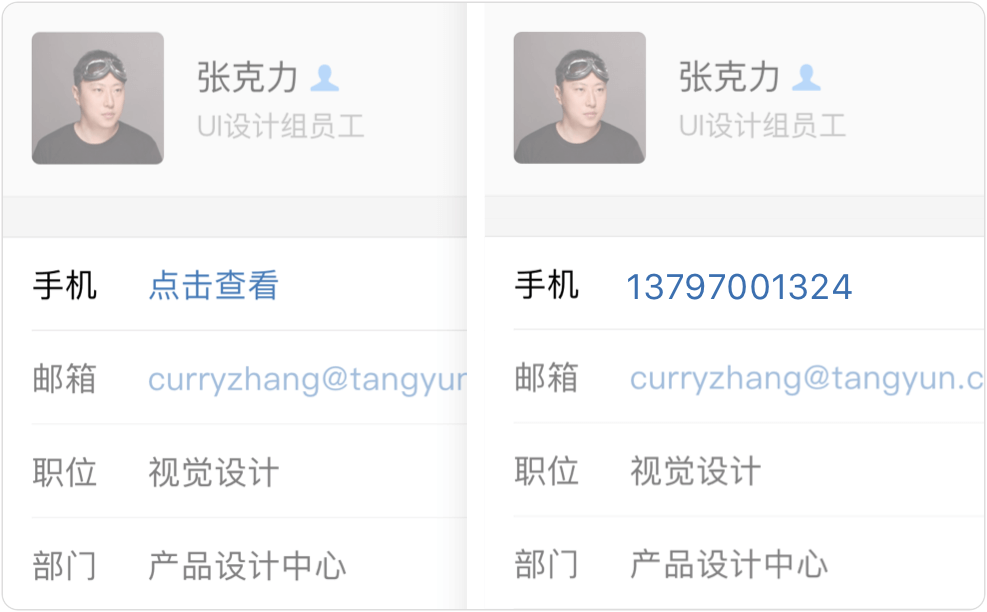 张克力
UI设计组员工
手机 点击查看
邮箱 curryzhang@tangyun
职位 视觉设计
部门 产品设计中心
张克力
UI设计组员工
手机 13797001324
邮箱 curryzhang@tangyun.c
职位 视觉设计
部门 产品设计中心